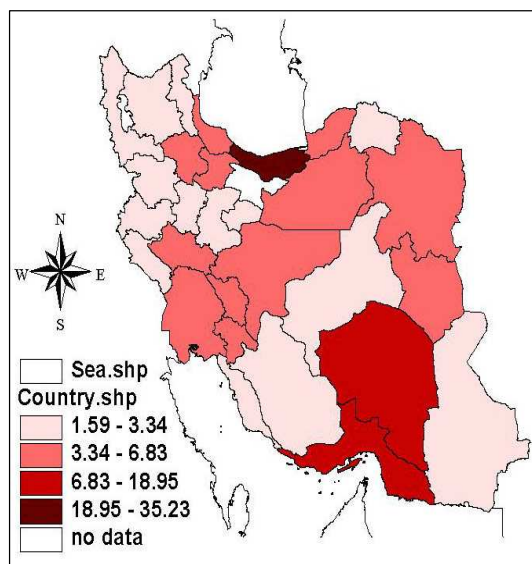 N
W E
S
Sea.shp
Country.shp
1.59 - 3.34
3.34 - 6.83
6.83 - 18.95
18.95 - 35.23
no data